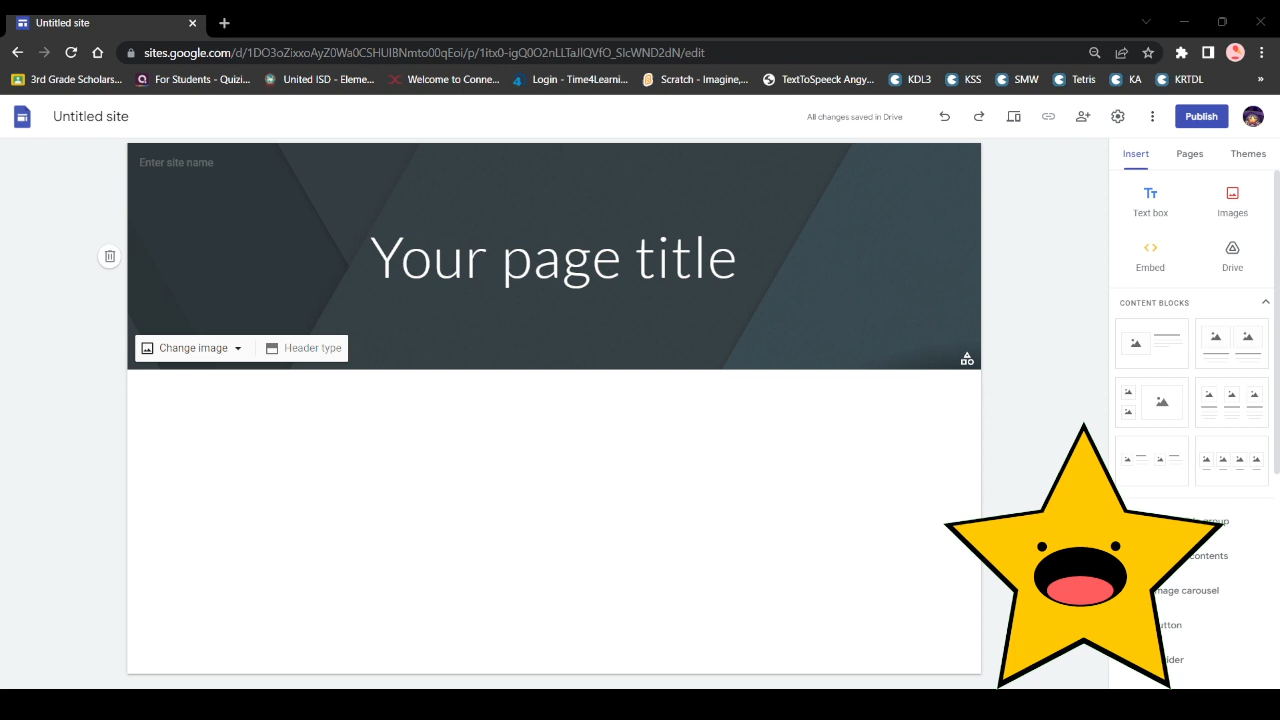 Untitled site
sites.google.com/d/1DO3oZixxoAyZ0Wa0CSHUlBNmto00qEoi/p/1itx0-igQ0O2nLLTaJlQVfO_SlcWND2dN/edit
3rd Grade Scholars... For Students - Quizi... United ISD - Eleme... Welcome to Conne... Login - Time4Learni... Scratch - Imagine,... TextToSpeeck Angy... KDL3 KSS SMW Tetris KA KRTDL »
Untitled site All changes saved in Drive Publish
Insert Pages Themes
Enter site name
Your page title
Change image Header type
Text box Images
Embed Drive
CONTENT BLOCKS
group
contents
mage carousel
utton
ider